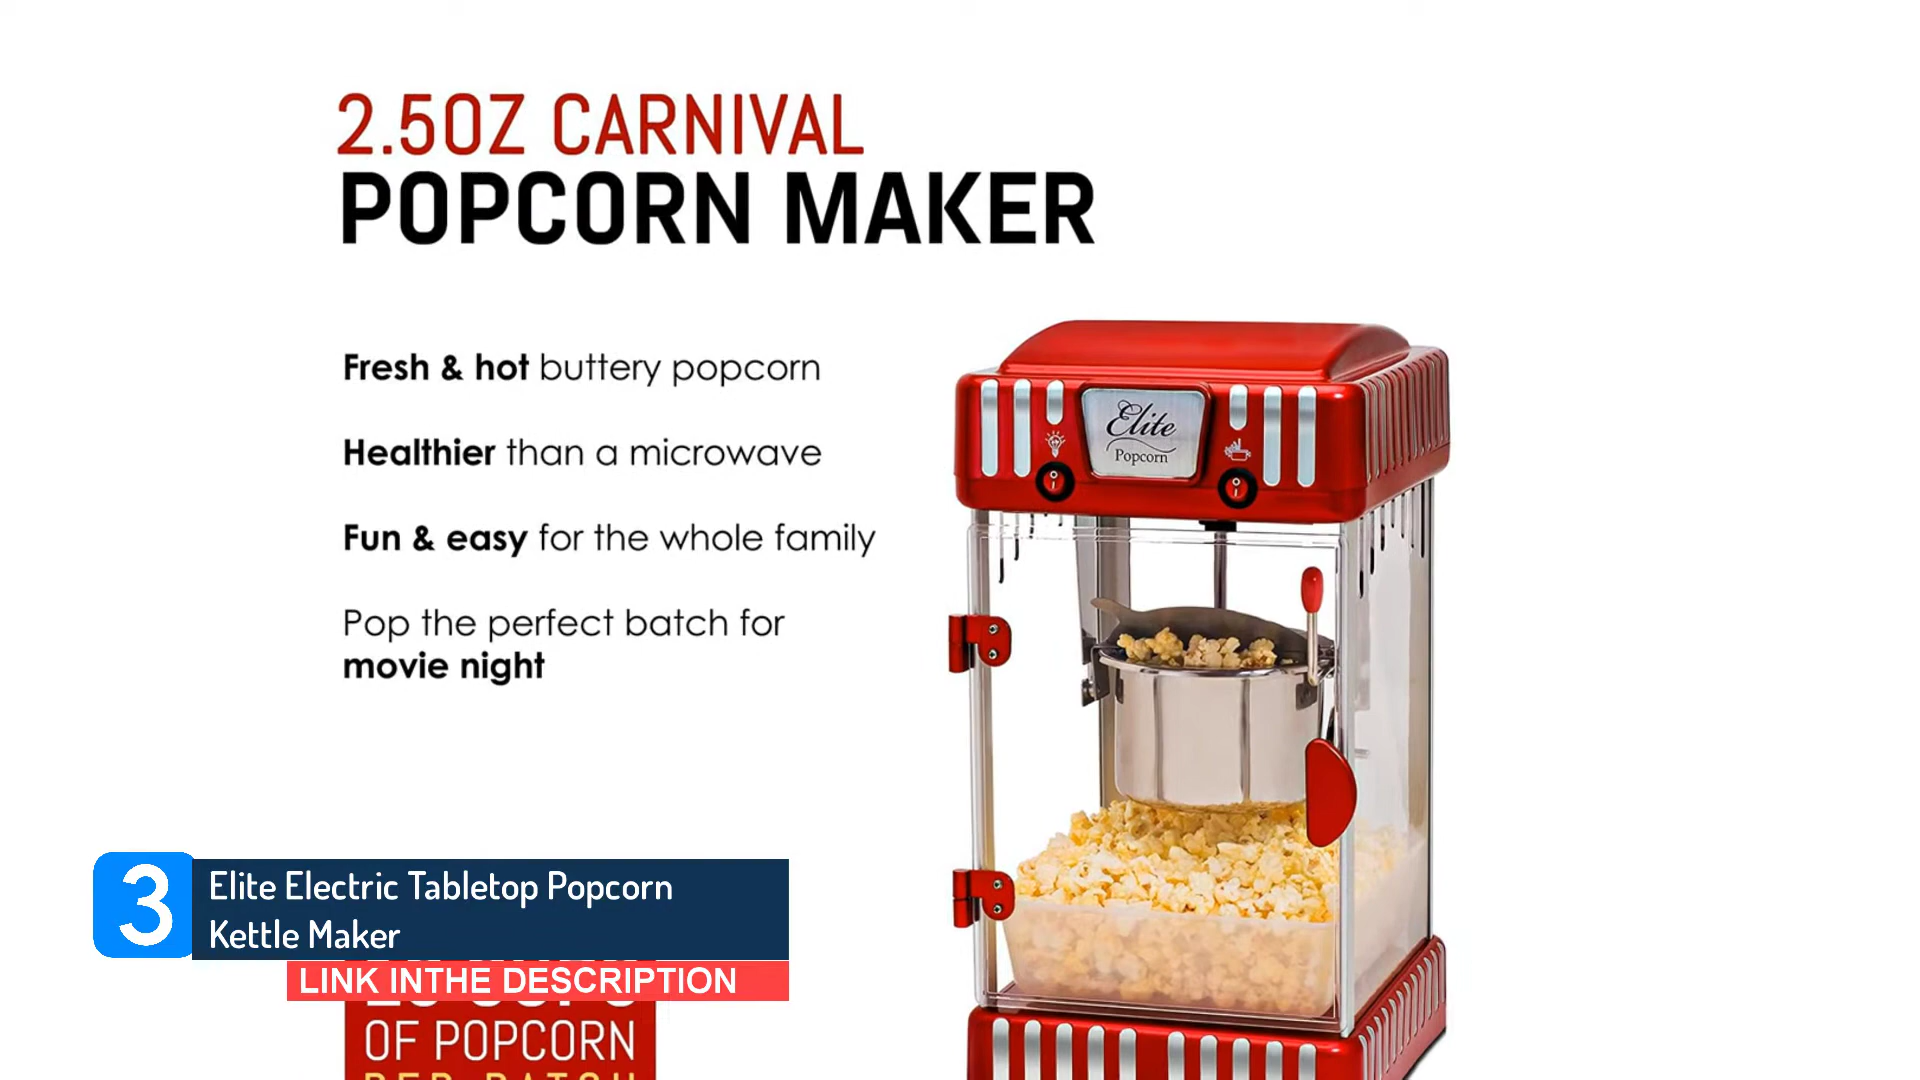 2.5OZ CARNIVAL
POPCORN MAKER
Fresh & hot buttery popcorn
Healthier than a microwave
Fun & easy for the whole family
Pop the perfect batch for
movie night
Elite
Popcorn
3
Elite Electric Tabletop Popcorn
Kettle Maker
LINK INTHE DESCRIPTION
OF POPCORN
PER BATCH